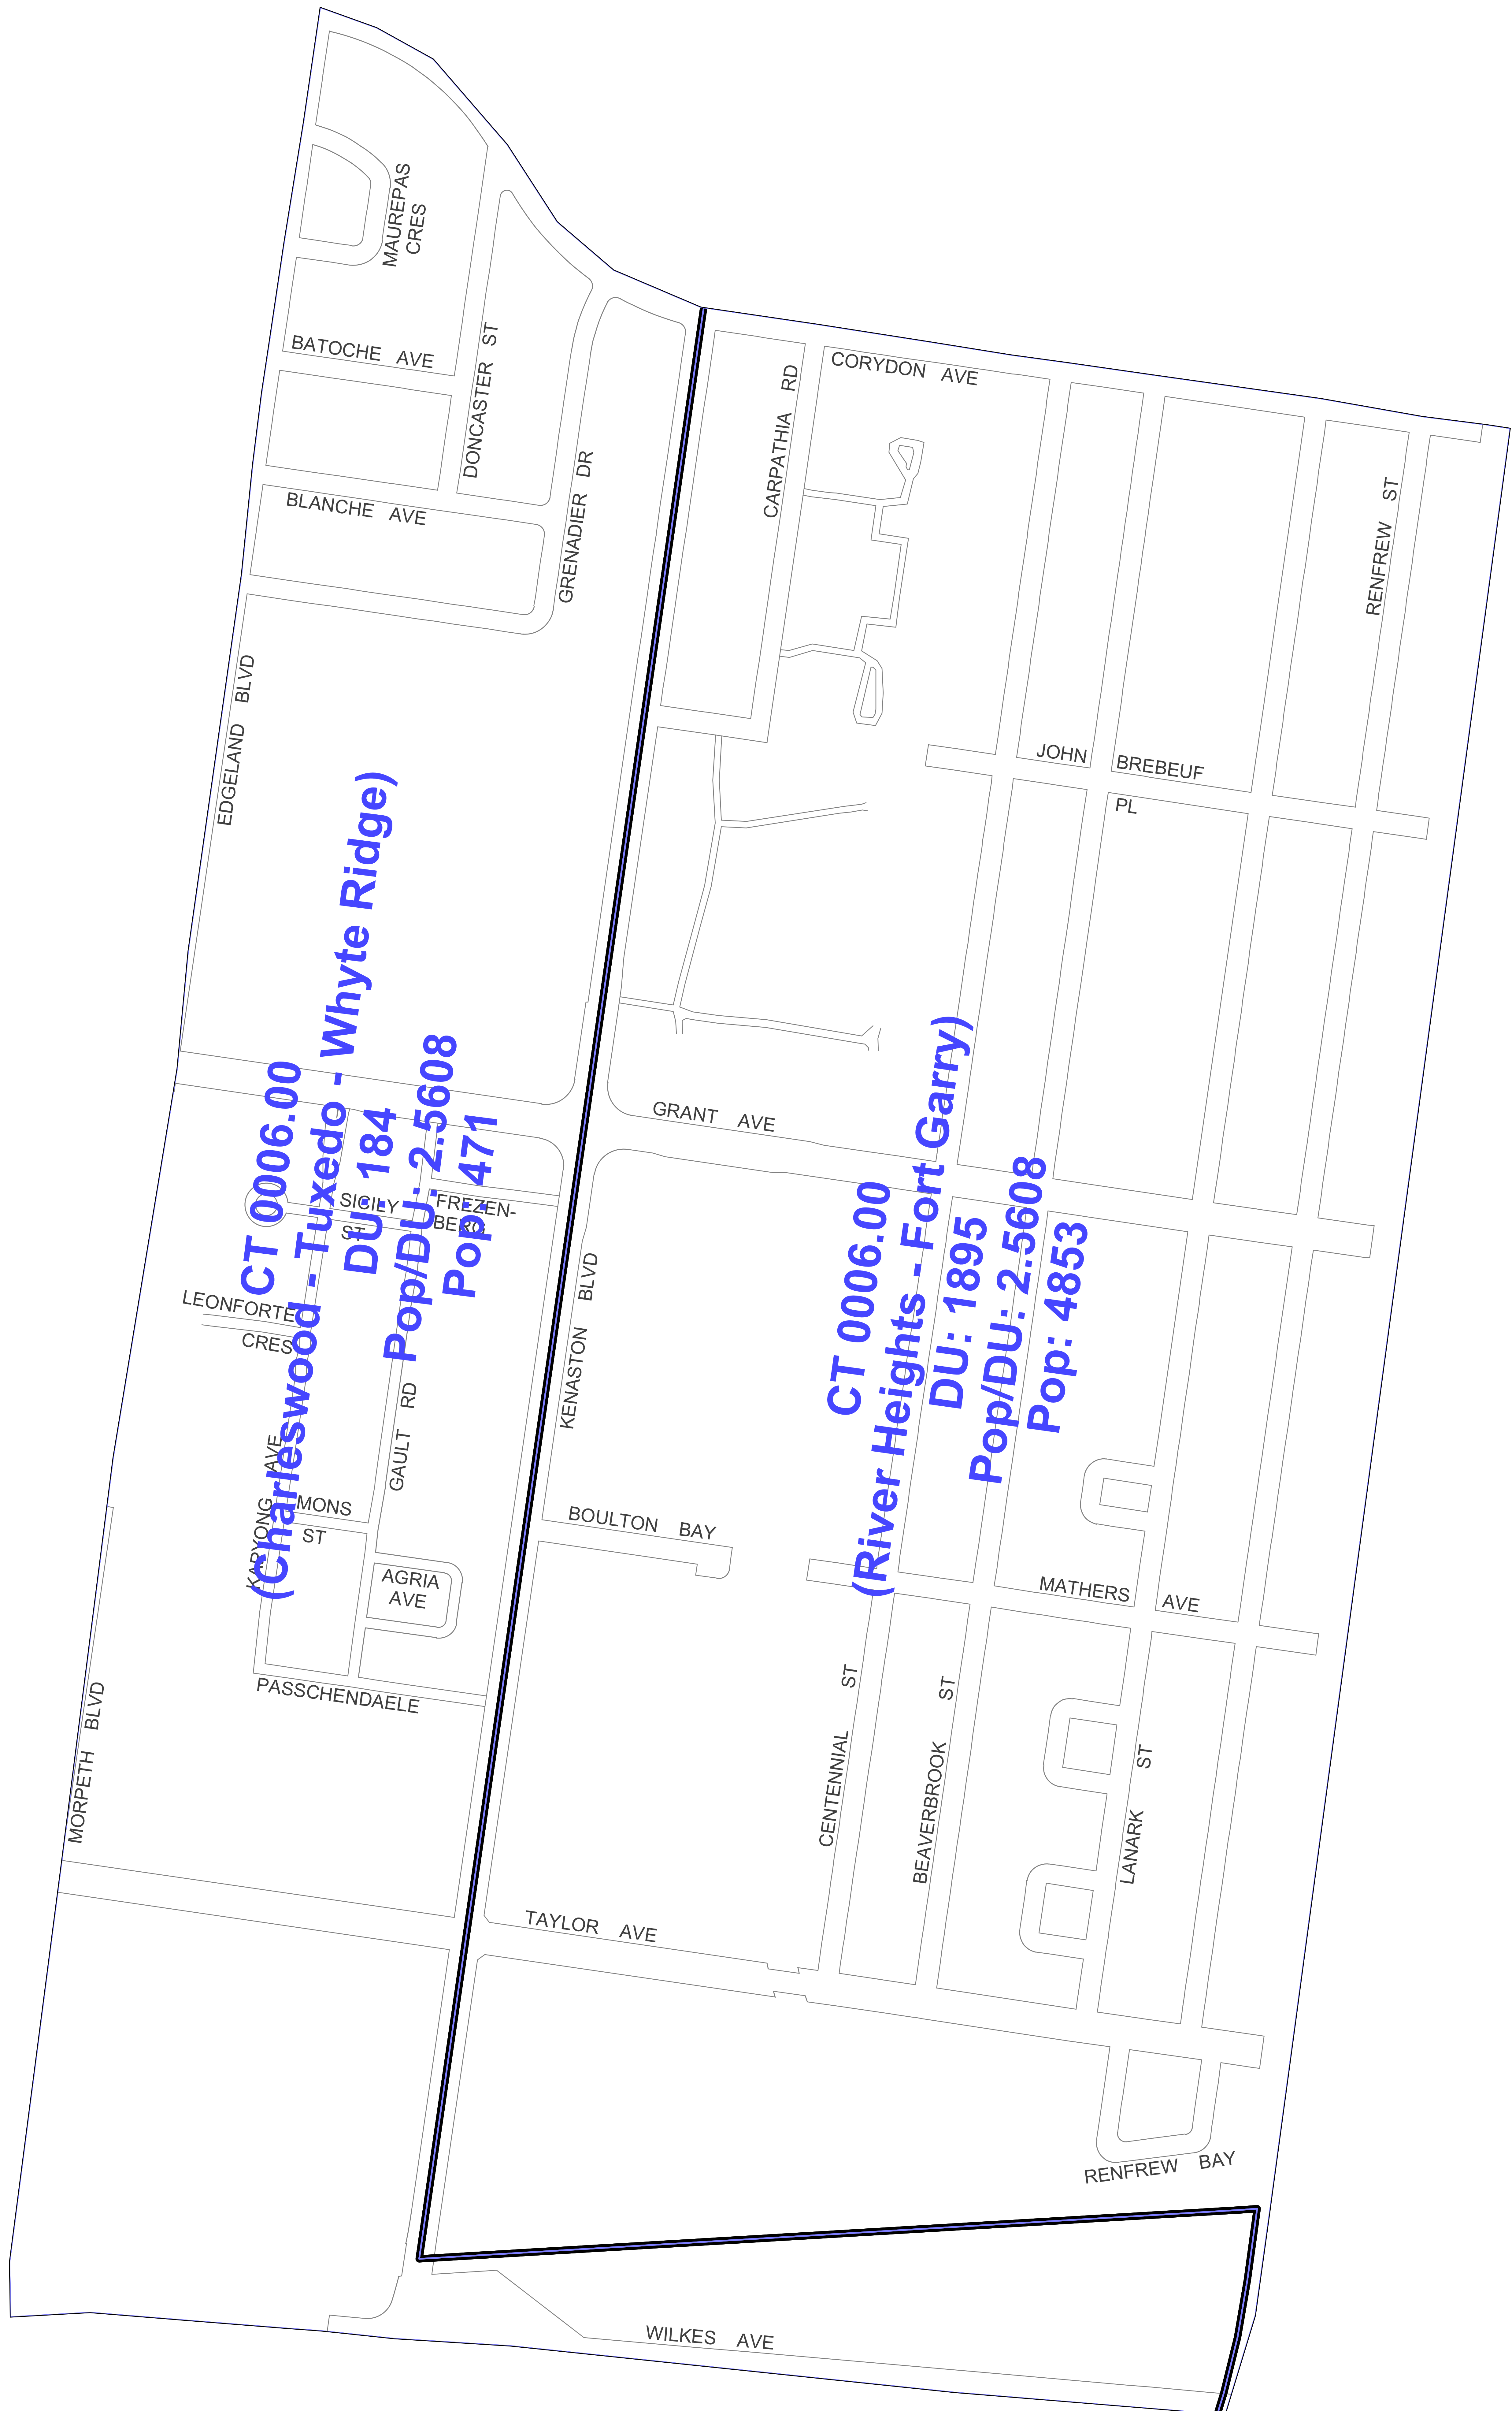 MAUREPAS
CRES
BATOCHE AVE
DONCASTER ST
CORYDON AVE
CARPATHIA RD
BLANCHE AVE
GRENADIER DR
RENFREW ST
EDGELAND BLVD
JOHN BREBEUF
PL
CT 0006.00
(Charleswood - Tuxedo - Whyte Ridge)
DU: 184
Pop/DU: 2.5608
Pop: 471
GRANT AVE
CT 0006.00
(River Heights - Fort Garry)
DU: 1895
Pop/DU: 2.5608
Pop: 4853
SICILY
ST
FREZEN-
BERG
LEONFORTE
CRES
KENASTON BLVD
GAULT RD
KAPYONG AVE
MONS
ST
BOULTON BAY
AGRIA
AVE
MATHERS AVE
PASSCHENDAELE
MORPETH BLVD
CENTENNIAL ST
BEAVERBROOK ST
LANARK ST
TAYLOR AVE
RENFREW BAY
WILKES AVE